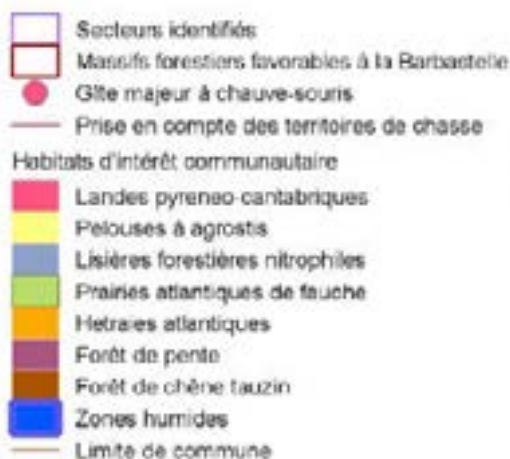 Secteurs identifiés
Massifs forestiers favorables à la Barbastelle
Gîte majeur à chauve-souris
Prise en compte des territoires de chasse
Habitats d'intérêt communautaire
Landes pyreneo-cantabriques
Pelouses à agrostis
Lisières forestières nitrophiles
Prairies atlantiques de fauche
Hetraies atlantiques
Forêt de pente
Forêt de chêne tauzin
Zones humides
Limite de commune